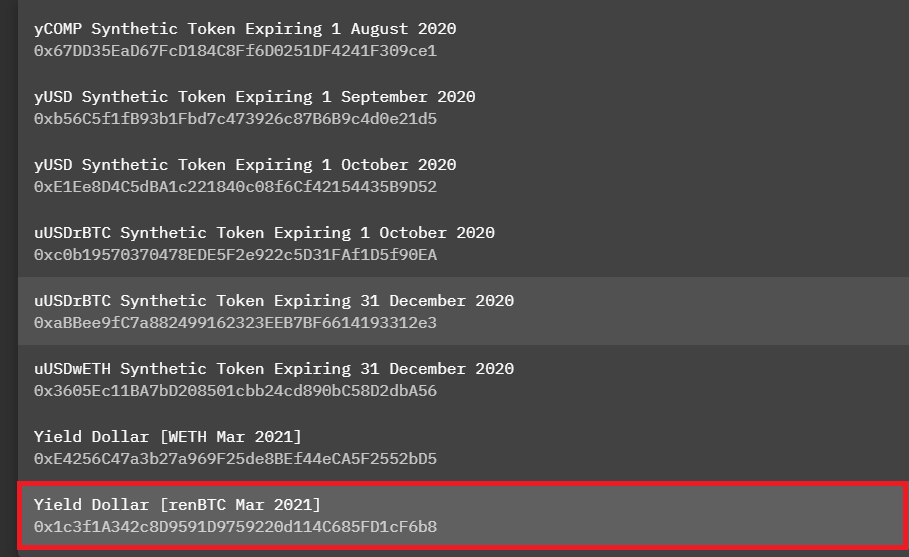 yCOMP Synthetic Token Expiring 1 August 2020
0x67DD35EaD67FcD184C8Ff6D0251DF4241F309ce1
yUSD Synthetic Token Expiring 1 September 2020
0xb56C5f1fB93b1Fbd7c473926c87B6B9c4d0e21d5
yUSD Synthetic Token Expiring 1 October 2020
0xE1Ee8D4C5dBA1c221840c08f6Cf42154435B9D52
uUSDrBTC Synthetic Token Expiring 1 October 2020
0xc0b19570370478EDE5F2e922c5D31FAf1D5f90EA
uUSDrBTC Synthetic Token Expiring 31 December 2020
0xaBBee9fC7a882499162323EEB7BF6614193312e3
uUSDwETH Synthetic Token Expiring 31 December 2020
0x3605Ec11BA7bD208501cbb24cd890bC58D2dbA56
Yield Dollar [WETH Mar 2021]
0xE4256C47a3b27a969F25de8BEf44eCA5F2552bD5
Yield Dollar [renBTC Mar 2021]
0x1c3f1A342c8D9591D9759220d114C685FD1cF6b8